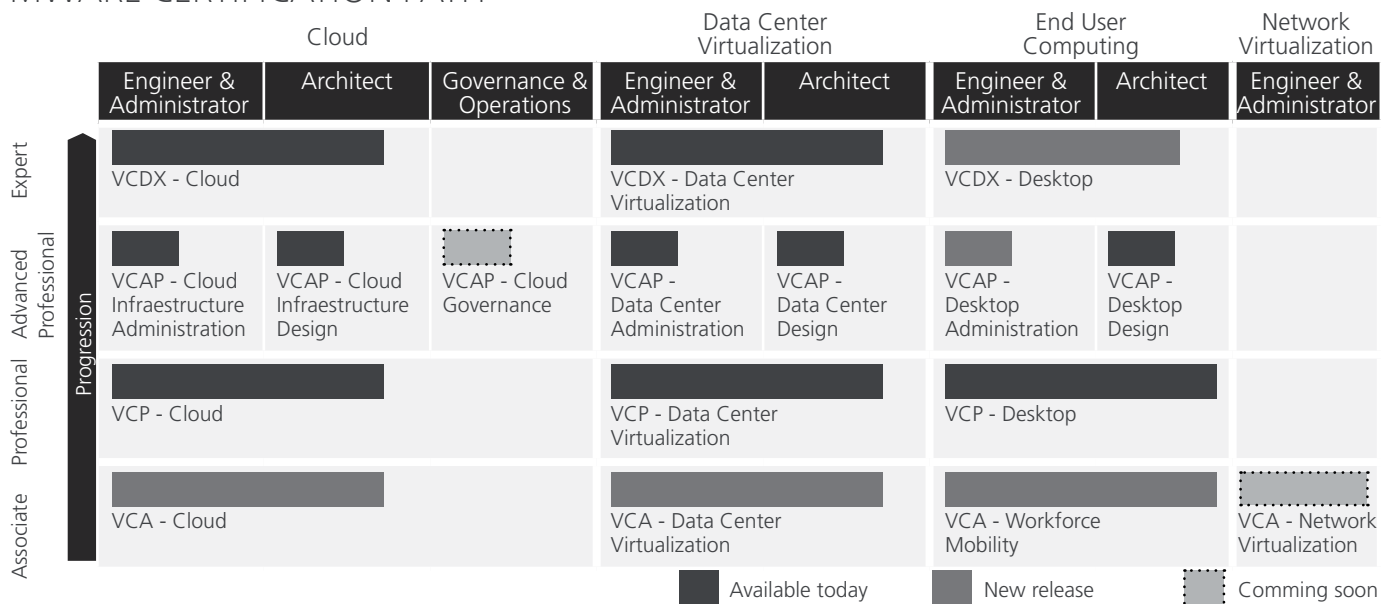 Cloud
Data Center
Virtualization
End User
Computing
Network
Virtualization
Engineer &
Administrator
Architect
Governance &
Operations
Engineer &
Administrator
Architect
Engineer &
Administrator
Architect
Engineer &
Administrator
Progression
Expert
VCDX - Cloud
VCDX - Data Center
Virtualization
VCDX - Desktop
Advanced
Professional
VCAP - Cloud
Infraestructure
Administration
VCAP - Cloud
Infraestructure
Design
VCAP - Cloud
Governance
VCAP -
Data Center
Administration
VCAP -
Data Center
Design
VCAP -
Desktop
Administration
VCAP -
Desktop
Design
Professional
VCP - Cloud
VCP - Data Center
Virtualization
VCP - Desktop
Associate
VCA - Cloud
VCA - Data Center
Virtualization
VCA - Workforce
Mobility
VCA - Network
Virtualization
Available today
New release
Comming soon